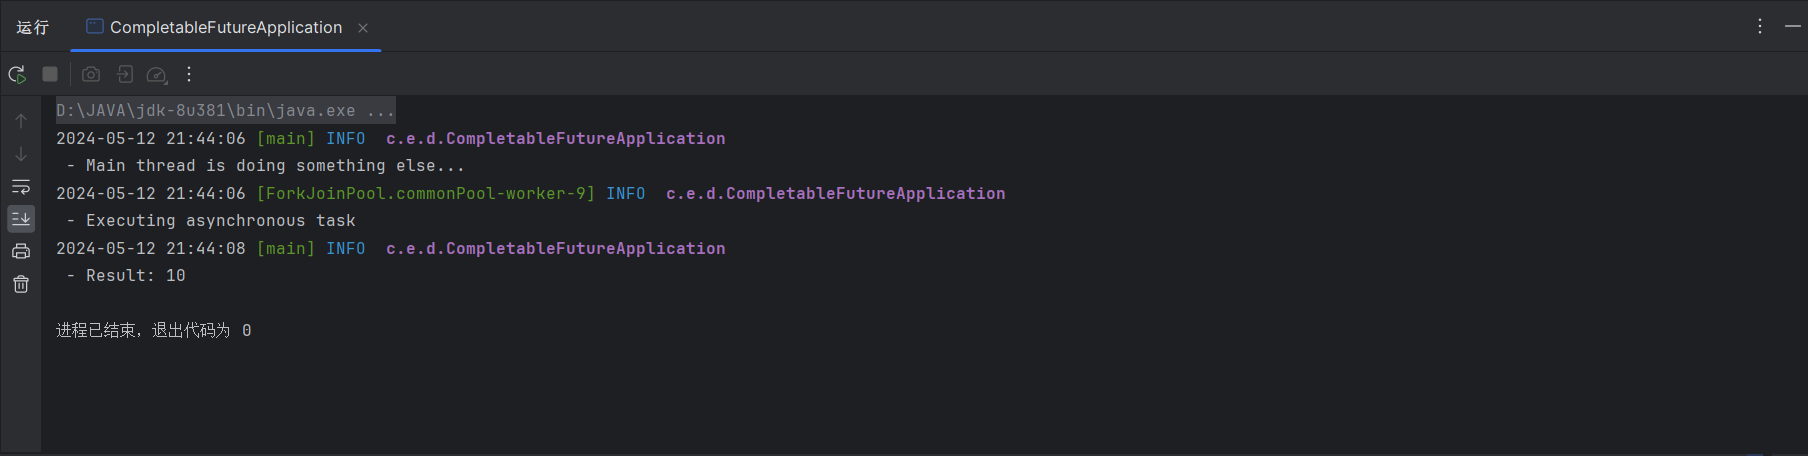 运行 CompletableFutureApplication
D:\JAVA\jdk-8u381\bin\java.exe ...
2024-05-12 21:44:06 [main] INFO  c.e.d.CompletableFutureApplication
 - Main thread is doing something else...
2024-05-12 21:44:06 [ForkJoinPool.commonPool-worker-9] INFO  c.e.d.CompletableFutureApplication
 - Executing asynchronous task
2024-05-12 21:44:08 [main] INFO  c.e.d.CompletableFutureApplication
 - Result: 10
进程已结束，退出代码为 0